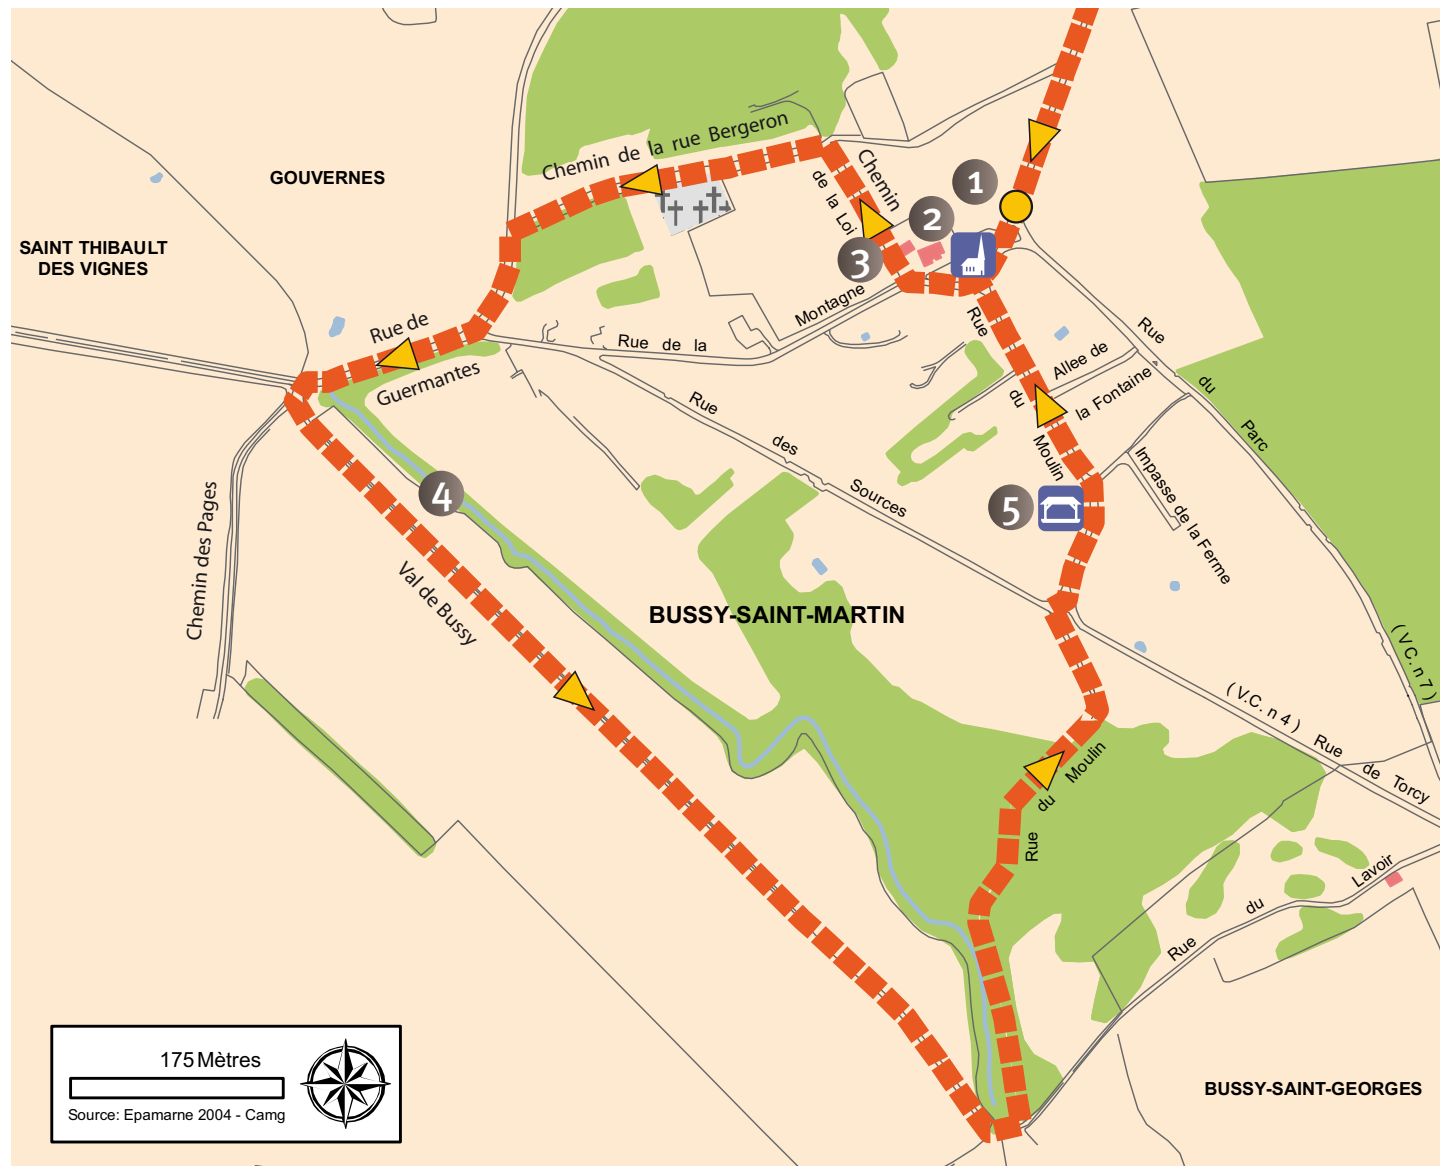 Chemin de la rue Bergeron
Chemin
de la Loi
1
2
3
GOUVERNES
SAINT THIBAULT
DES VIGNES
Montagne
Rue de la
Rue de
Guermantes
Rue
du
Moulin
Allee de
la Fontaine
Rue
du
Parc
(V.C. n 7)
Rue
des
Sources
4
5
Impasse de la Ferme
Chemin des Pages
Val de Bussy
BUSSY-SAINT-MARTIN
(V.C. n 4)
Rue
de Torcy
Rue
du
Moulin
Rue
du
Lavoir
175 Mètres
Source: Epamarne 2004 - Camg
BUSSY-SAINT-GEORGES